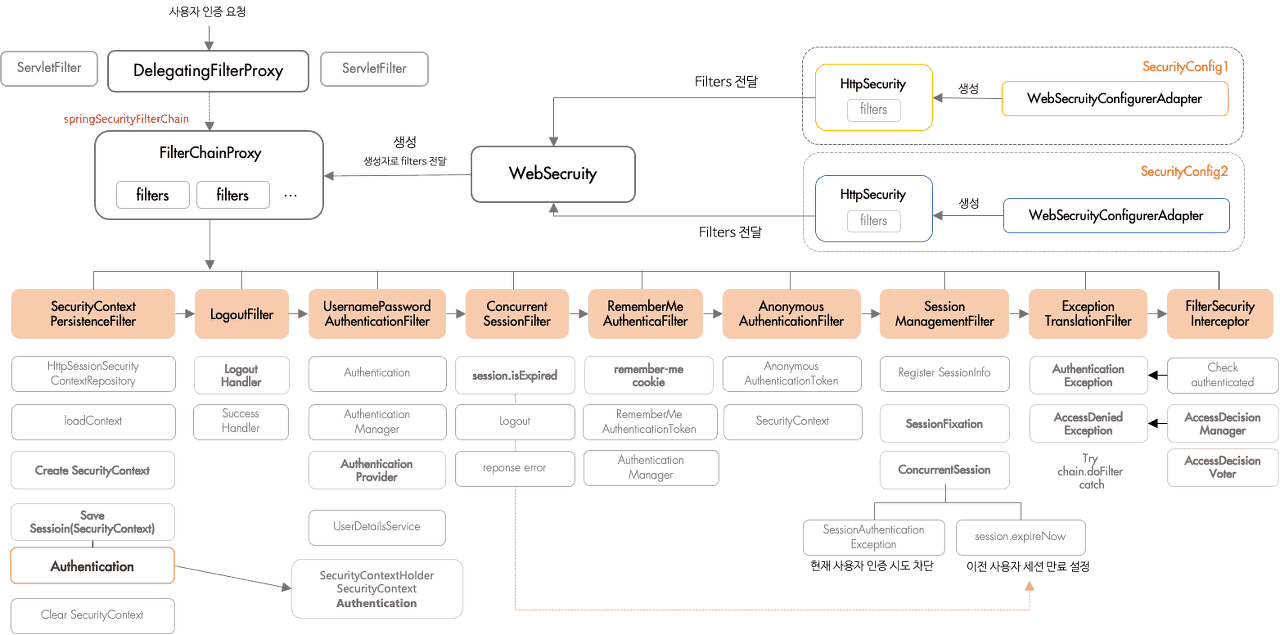 사용자 인증 요청
ServletFilter
DelegatingFilterProxy
ServletFilter
springSecurityFilterChain
FilterChainProxy
filters
filters
...
생성
생성자로 filters 전달
WebSecruity
Filters 전달
Filters 전달
SecurityConfig1
HttpSecurity
filters
생성
WebSecruityConfigurerAdapter
SecurityConfig2
HttpSecurity
filters
생성
WebSecruityConfigurerAdapter
SecurityContext
PersistenceFilter
LogoutFilter
UsernamePassword
AuthenticationFilter
Concurrent
SessionFilter
RememberMe
AuthenticaFilter
Anonymous
AuthenticationFilter
Session
ManagementFilter
Exception
TranslationFilter
FilterSecurity
Interceptor
HttpSessionSecurity
ContextRepository
loadContext
Create SecurityContext
Save
Sessioin(SecurityContext)
Authentication
Clear SecurityContext
Logout
Handler
Success
Handler
Authentication
Authentication
Manager
Authentication
Provider
UserDetailsService
SecurityContextHolder
SecurityContext
Authentication
session.isExpired
Logout
reponse error
remember-me
cookie
RememberMe
AuthenticationToken
Authentication
Manager
Anonymous
AuthenticationToken
SecurityContext
Register SessionInfo
SessionFixation
ConcurrentSession
SessionAuthentication
Exception
현재 사용자 인증 시도 차단
session.expireNow
이전 사용자 세션 만료 설정
Authentication
Exception
AccessDenied
Exception
Try
chain.doFilter
catch
Check
authenticated
AccessDecision
Manager
AccessDecision
Voter